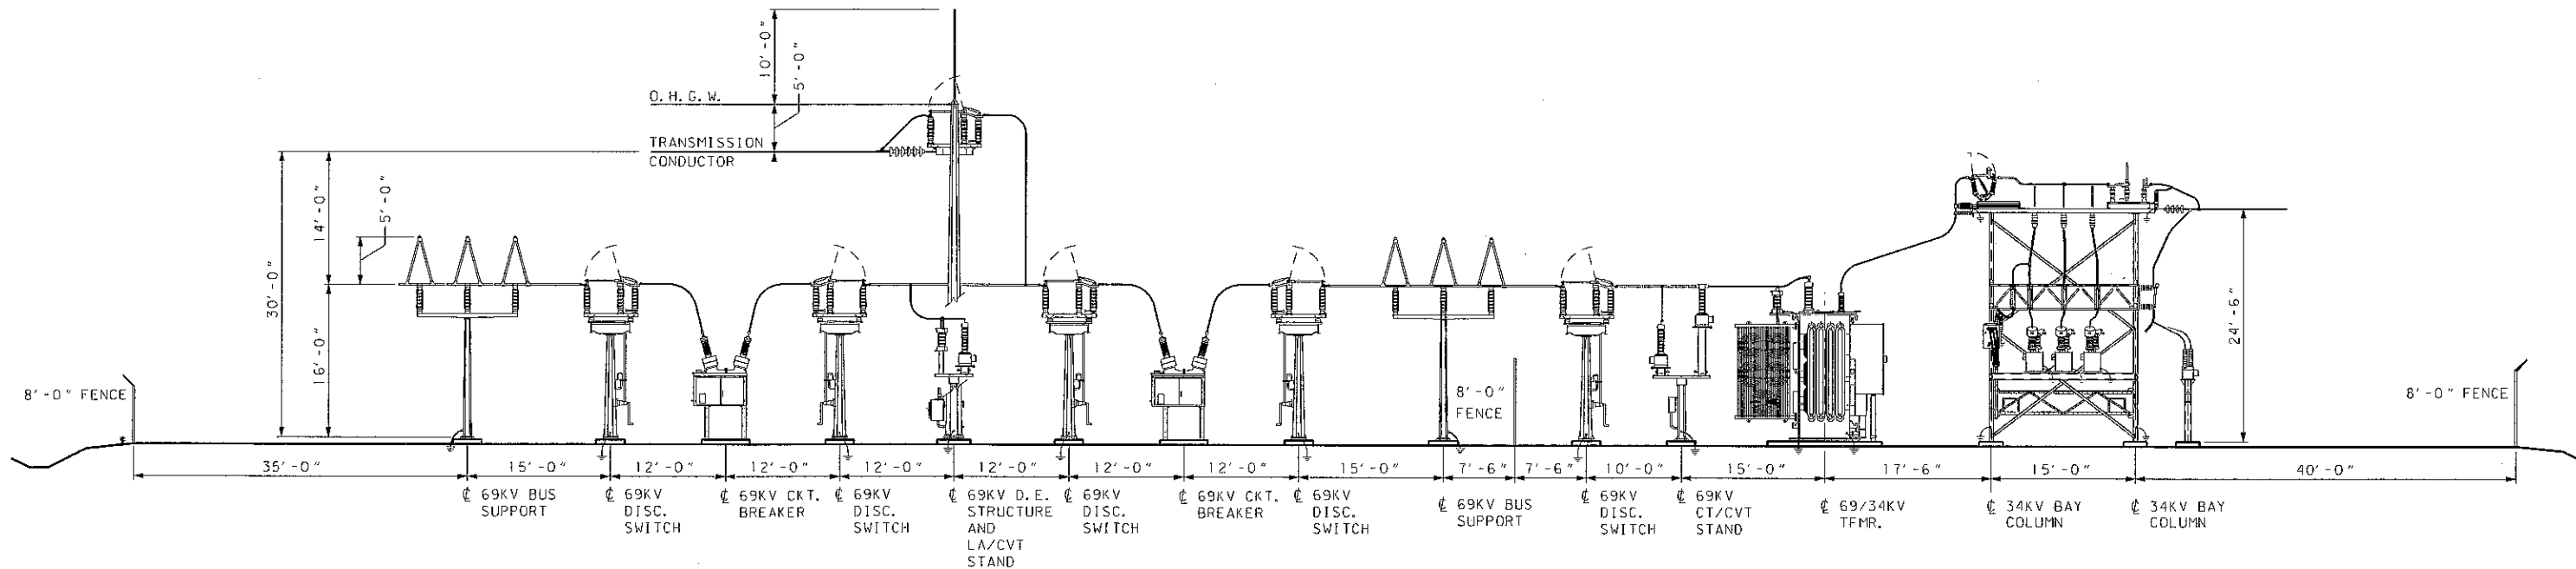 10'-0"
5'-0"
O.H.G.W.
TRANSMISSION
CONDUCTOR
30'-0"
14'-0"
5'-0"
16'-0"
24'-6"
8'-0" FENCE
8'-0"
FENCE
8'-0" FENCE
35'-0"
15'-0"
12'-0"
12'-0"
12'-0"
12'-0"
12'-0"
12'-0"
15'-0"
7'-6"
7'-6"
10'-0"
15'-0"
17'-6"
15'-0"
40'-0"
℄ 69KV BUS
SUPPORT
℄ 69KV
DISC.
SWITCH
℄ 69KV CKT.
BREAKER
℄ 69KV
DISC.
SWITCH
℄ 69KV D.E.
STRUCTURE
AND
LA/CVT
STAND
℄ 69KV
DISC.
SWITCH
℄ 69KV CKT.
BREAKER
℄ 69KV
DISC.
SWITCH
℄ 69KV BUS
SUPPORT
℄ 69KV
DISC.
SWITCH
℄ 69KV
CT/CVT
STAND
℄ 69/34KV
TFMR.
℄ 34KV BAY
COLUMN
℄ 34KV BAY
COLUMN